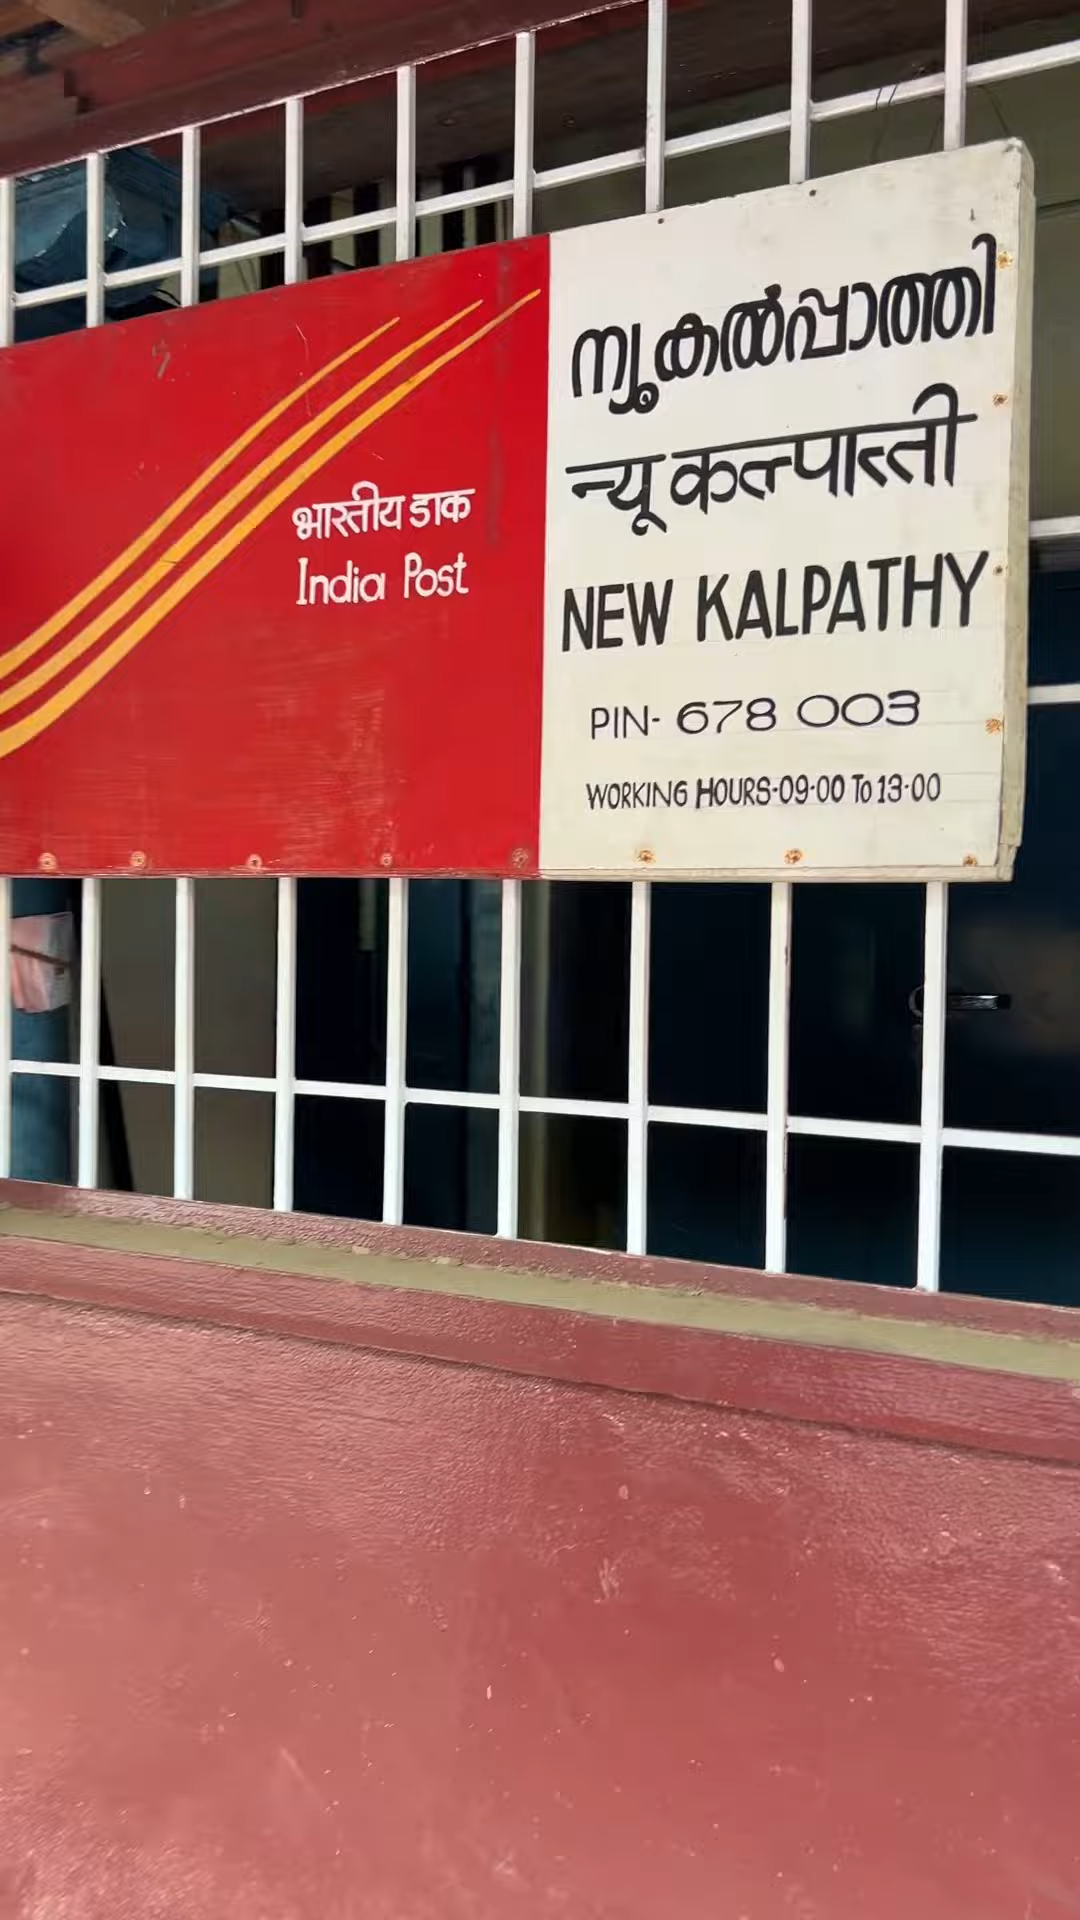 भारतीय डाक
India Post
ന്യൂകൽപ്പാത്തി
न्यू कल्पात्ती
NEW KALPATHY
PIN- 678 003
WORKING HOURS-09-00 To 13-00